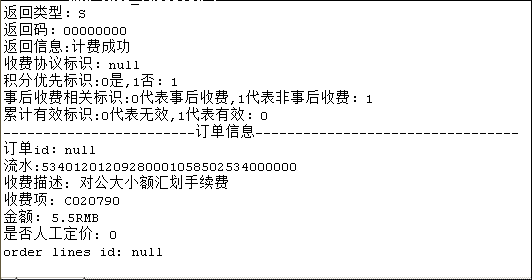 返回类型：S
返回码：00000000
返回信息:计费成功
收费协议标识：null
积分优先标识:0是,1否：1
事后收费相关标识:0代表事后收费,1代表非事后收费：1
累计有效标识:0代表无效,1代表有效：0
-----------------------订单信息--------------------------------
订单id：null
流水:53401201209280001058502534000000
收费描述：对公大小额汇划手续费
收费项：C020790
金额：5.5RMB
是否人工定价：0
order lines id：null